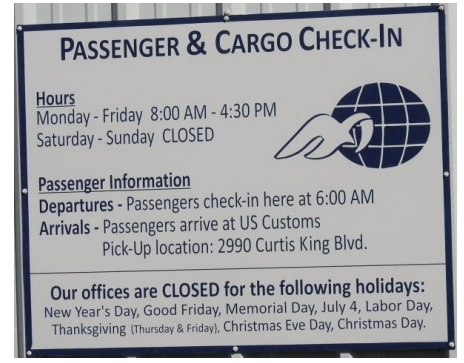 PASSENGER & CARGO CHECK-IN
Hours
Monday - Friday 8:00 AM - 4:30 PM
Saturday - Sunday CLOSED
Passenger Information
Departures - Passengers check-in here at 6:00 AM
Arrivals - Passengers arrive at US Customs
Pick-Up location: 2990 Curtis King Blvd.
Our offices are CLOSED for the following holidays:
New Year's Day, Good Friday, Memorial Day, July 4, Labor Day,
Thanksgiving (Thursday & Friday), Christmas Eve Day, Christmas Day.